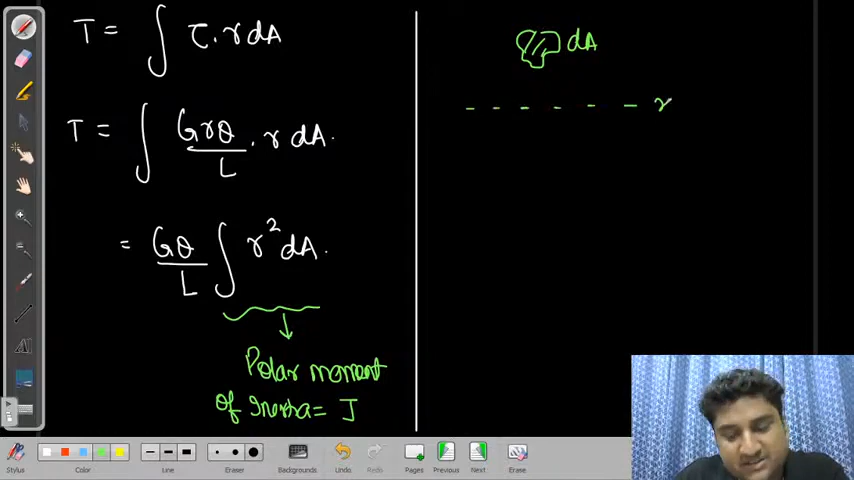 T = ∫ τ. r dA
T = ∫ Grθ/L . r dA.
= Gθ/L ∫ r² dA.
Polar moment
of Inertia = J
dA
x
Stylus
Color
Line
Eraser
Backgrounds
Undo
Redo
Pages
Previous
Next
Erase